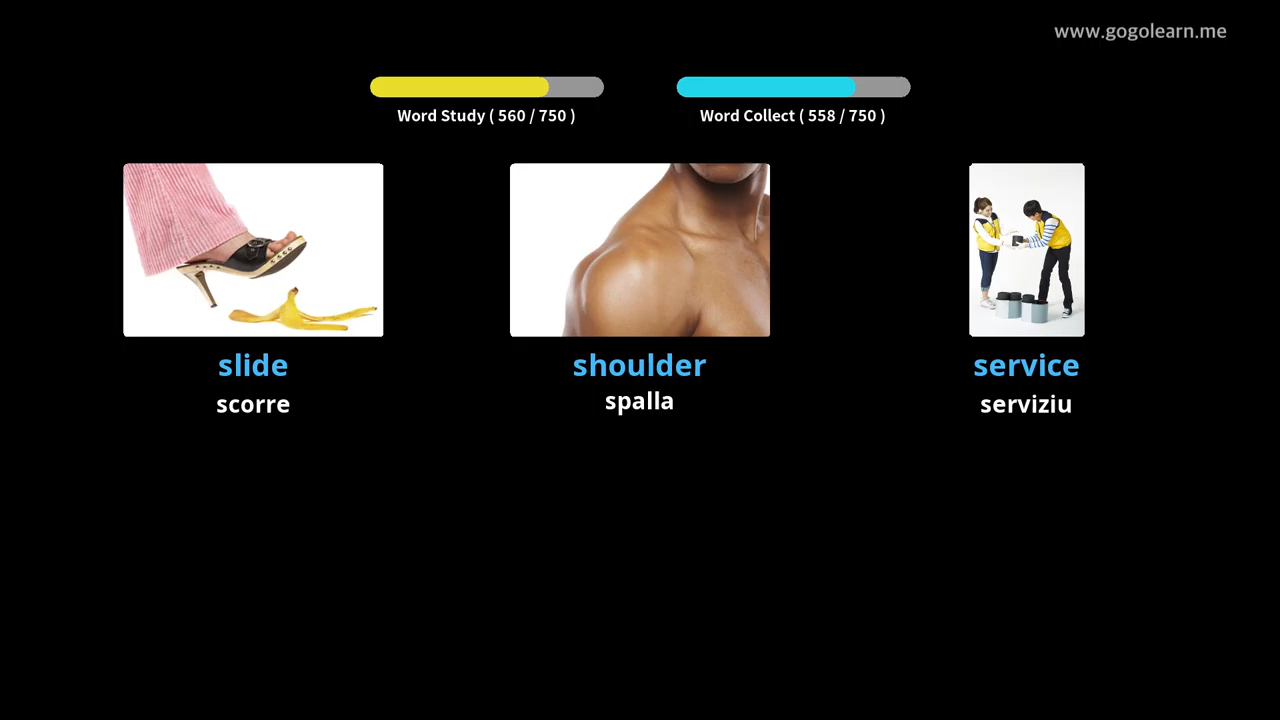 www.gogolearn.me
Word Study ( 560 / 750 )
Word Collect ( 558 / 750 )
slide
scorre
shoulder
spalla
service
serviziu